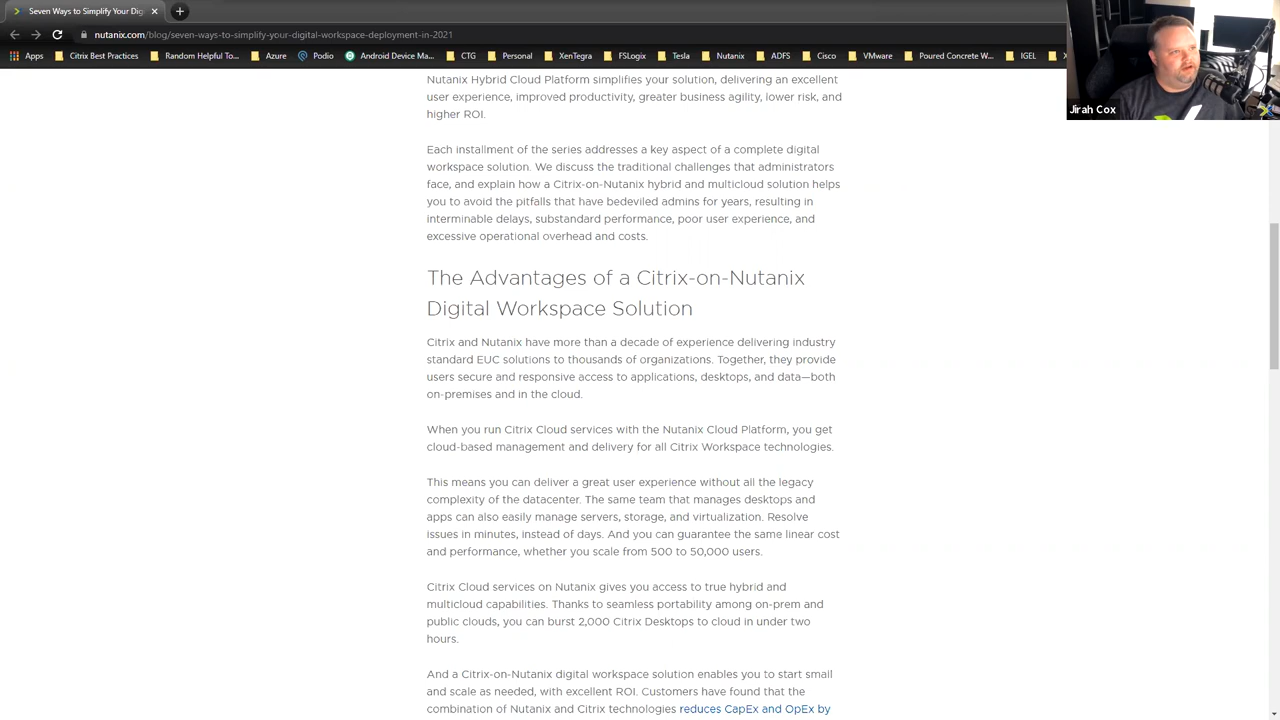 Seven Ways to Simplify Your Dig
nutanix.com/blog/seven-ways-to-simplify-your-digital-workspace-deployment-in-2021
Apps Citrix Best Practices Random Helpful To... Azure Podio Android Device Ma... CTG Personal XenTegra FSLogix Tesla Nutanix ADFS Cisco VMware Poured Concrete W... IGEL
Jirah Cox
Nutanix Hybrid Cloud Platform simplifies your solution, delivering an excellent
user experience, improved productivity, greater business agility, lower risk, and
higher ROI.
Each installment of the series addresses a key aspect of a complete digital
workspace solution. We discuss the traditional challenges that administrators
face, and explain how a Citrix-on-Nutanix hybrid and multicloud solution helps
you to avoid the pitfalls that have bedeviled admins for years, resulting in
interminable delays, substandard performance, poor user experience, and
excessive operational overhead and costs.
The Advantages of a Citrix-on-Nutanix
Digital Workspace Solution
Citrix and Nutanix have more than a decade of experience delivering industry
standard EUC solutions to thousands of organizations. Together, they provide
users secure and responsive access to applications, desktops, and data—both
on-premises and in the cloud.
When you run Citrix Cloud services with the Nutanix Cloud Platform, you get
cloud-based management and delivery for all Citrix Workspace technologies.
This means you can deliver a great user experience without all the legacy
complexity of the datacenter. The same team that manages desktops and
apps can also easily manage servers, storage, and virtualization. Resolve
issues in minutes, instead of days. And you can guarantee the same linear cost
and performance, whether you scale from 500 to 50,000 users.
Citrix Cloud services on Nutanix gives you access to true hybrid and
multicloud capabilities. Thanks to seamless portability among on-prem and
public clouds, you can burst 2,000 Citrix Desktops to cloud in under two
hours.
And a Citrix-on-Nutanix digital workspace solution enables you to start small
and scale as needed, with excellent ROI. Customers have found that the
combination of Nutanix and Citrix technologies reduces CapEx and OpEx by